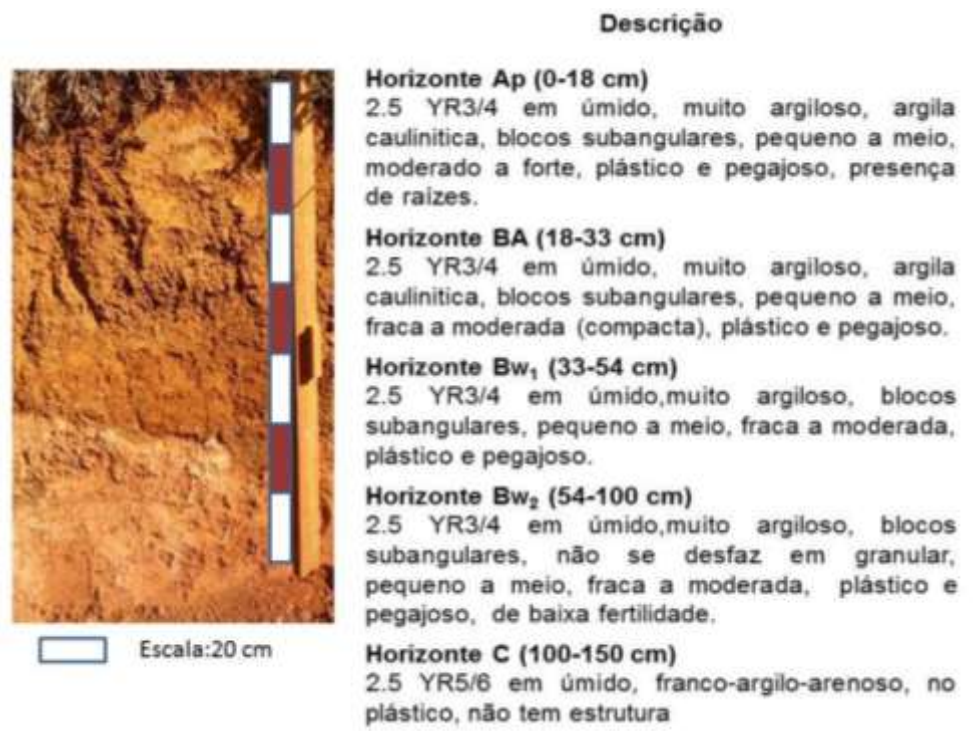 Descrição
Horizonte Ap (0-18 cm)
2.5 YR3/4 em úmido, muito argiloso, argila
caulinitica, blocos subangulares, pequeno a meio,
moderado a forte, plástico e pegajoso, presença
de raízes.
Horizonte BA (18-33 cm)
2.5 YR3/4 em úmido, muito argiloso, argila
caulinitica, blocos subangulares, pequeno a meio,
fraca a moderada (compacta), plástico e pegajoso.
Horizonte Bw₁ (33-54 cm)
2.5 YR3/4 em úmido,muito argiloso, blocos
subangulares, pequeno a meio, fraca a moderada,
plástico e pegajoso.
Horizonte Bw₂ (54-100 cm)
2.5 YR3/4 em úmido,muito argiloso, blocos
subangulares, não se desfaz em granular,
pequeno a meio, fraca a moderada, plástico e
pegajoso, de baixa fertilidade.
Horizonte C (100-150 cm)
2.5 YR5/6 em úmido, franco-argilo-arenoso, no
plástico, não tem estrutura
Escala:20 cm